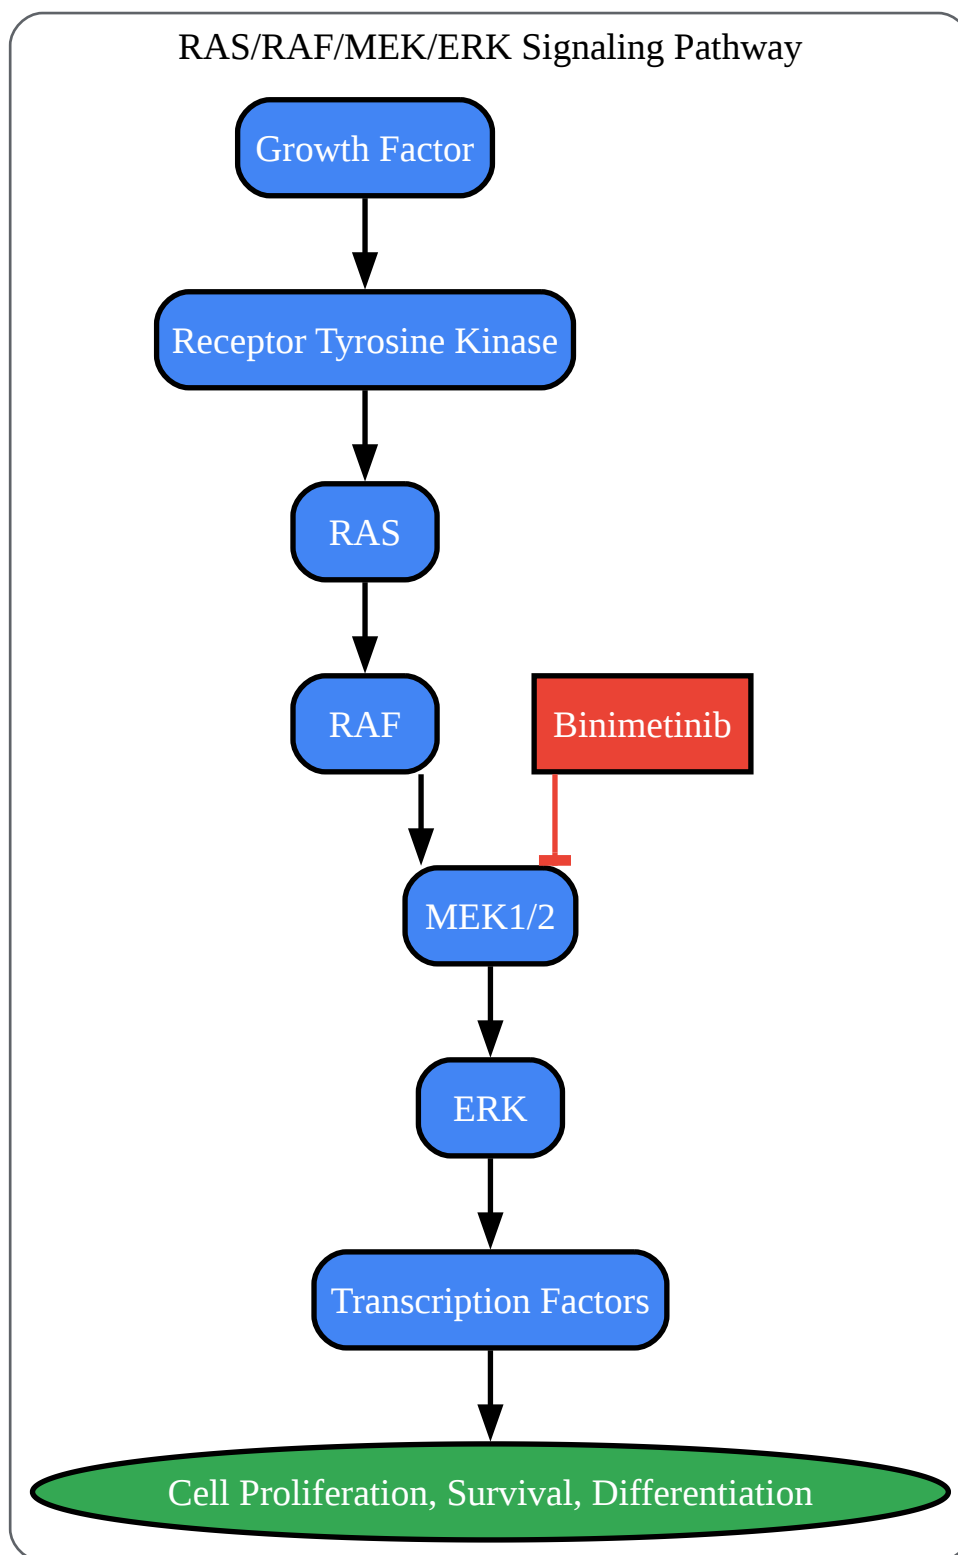 RAS/RAF/MEK/ERK Signaling Pathway
Growth Factor
Receptor Tyrosine Kinase
RAS
RAF
Binimetinib
MEK1/2
ERK
Transcription Factors
Cell Proliferation, Survival, Differentiation